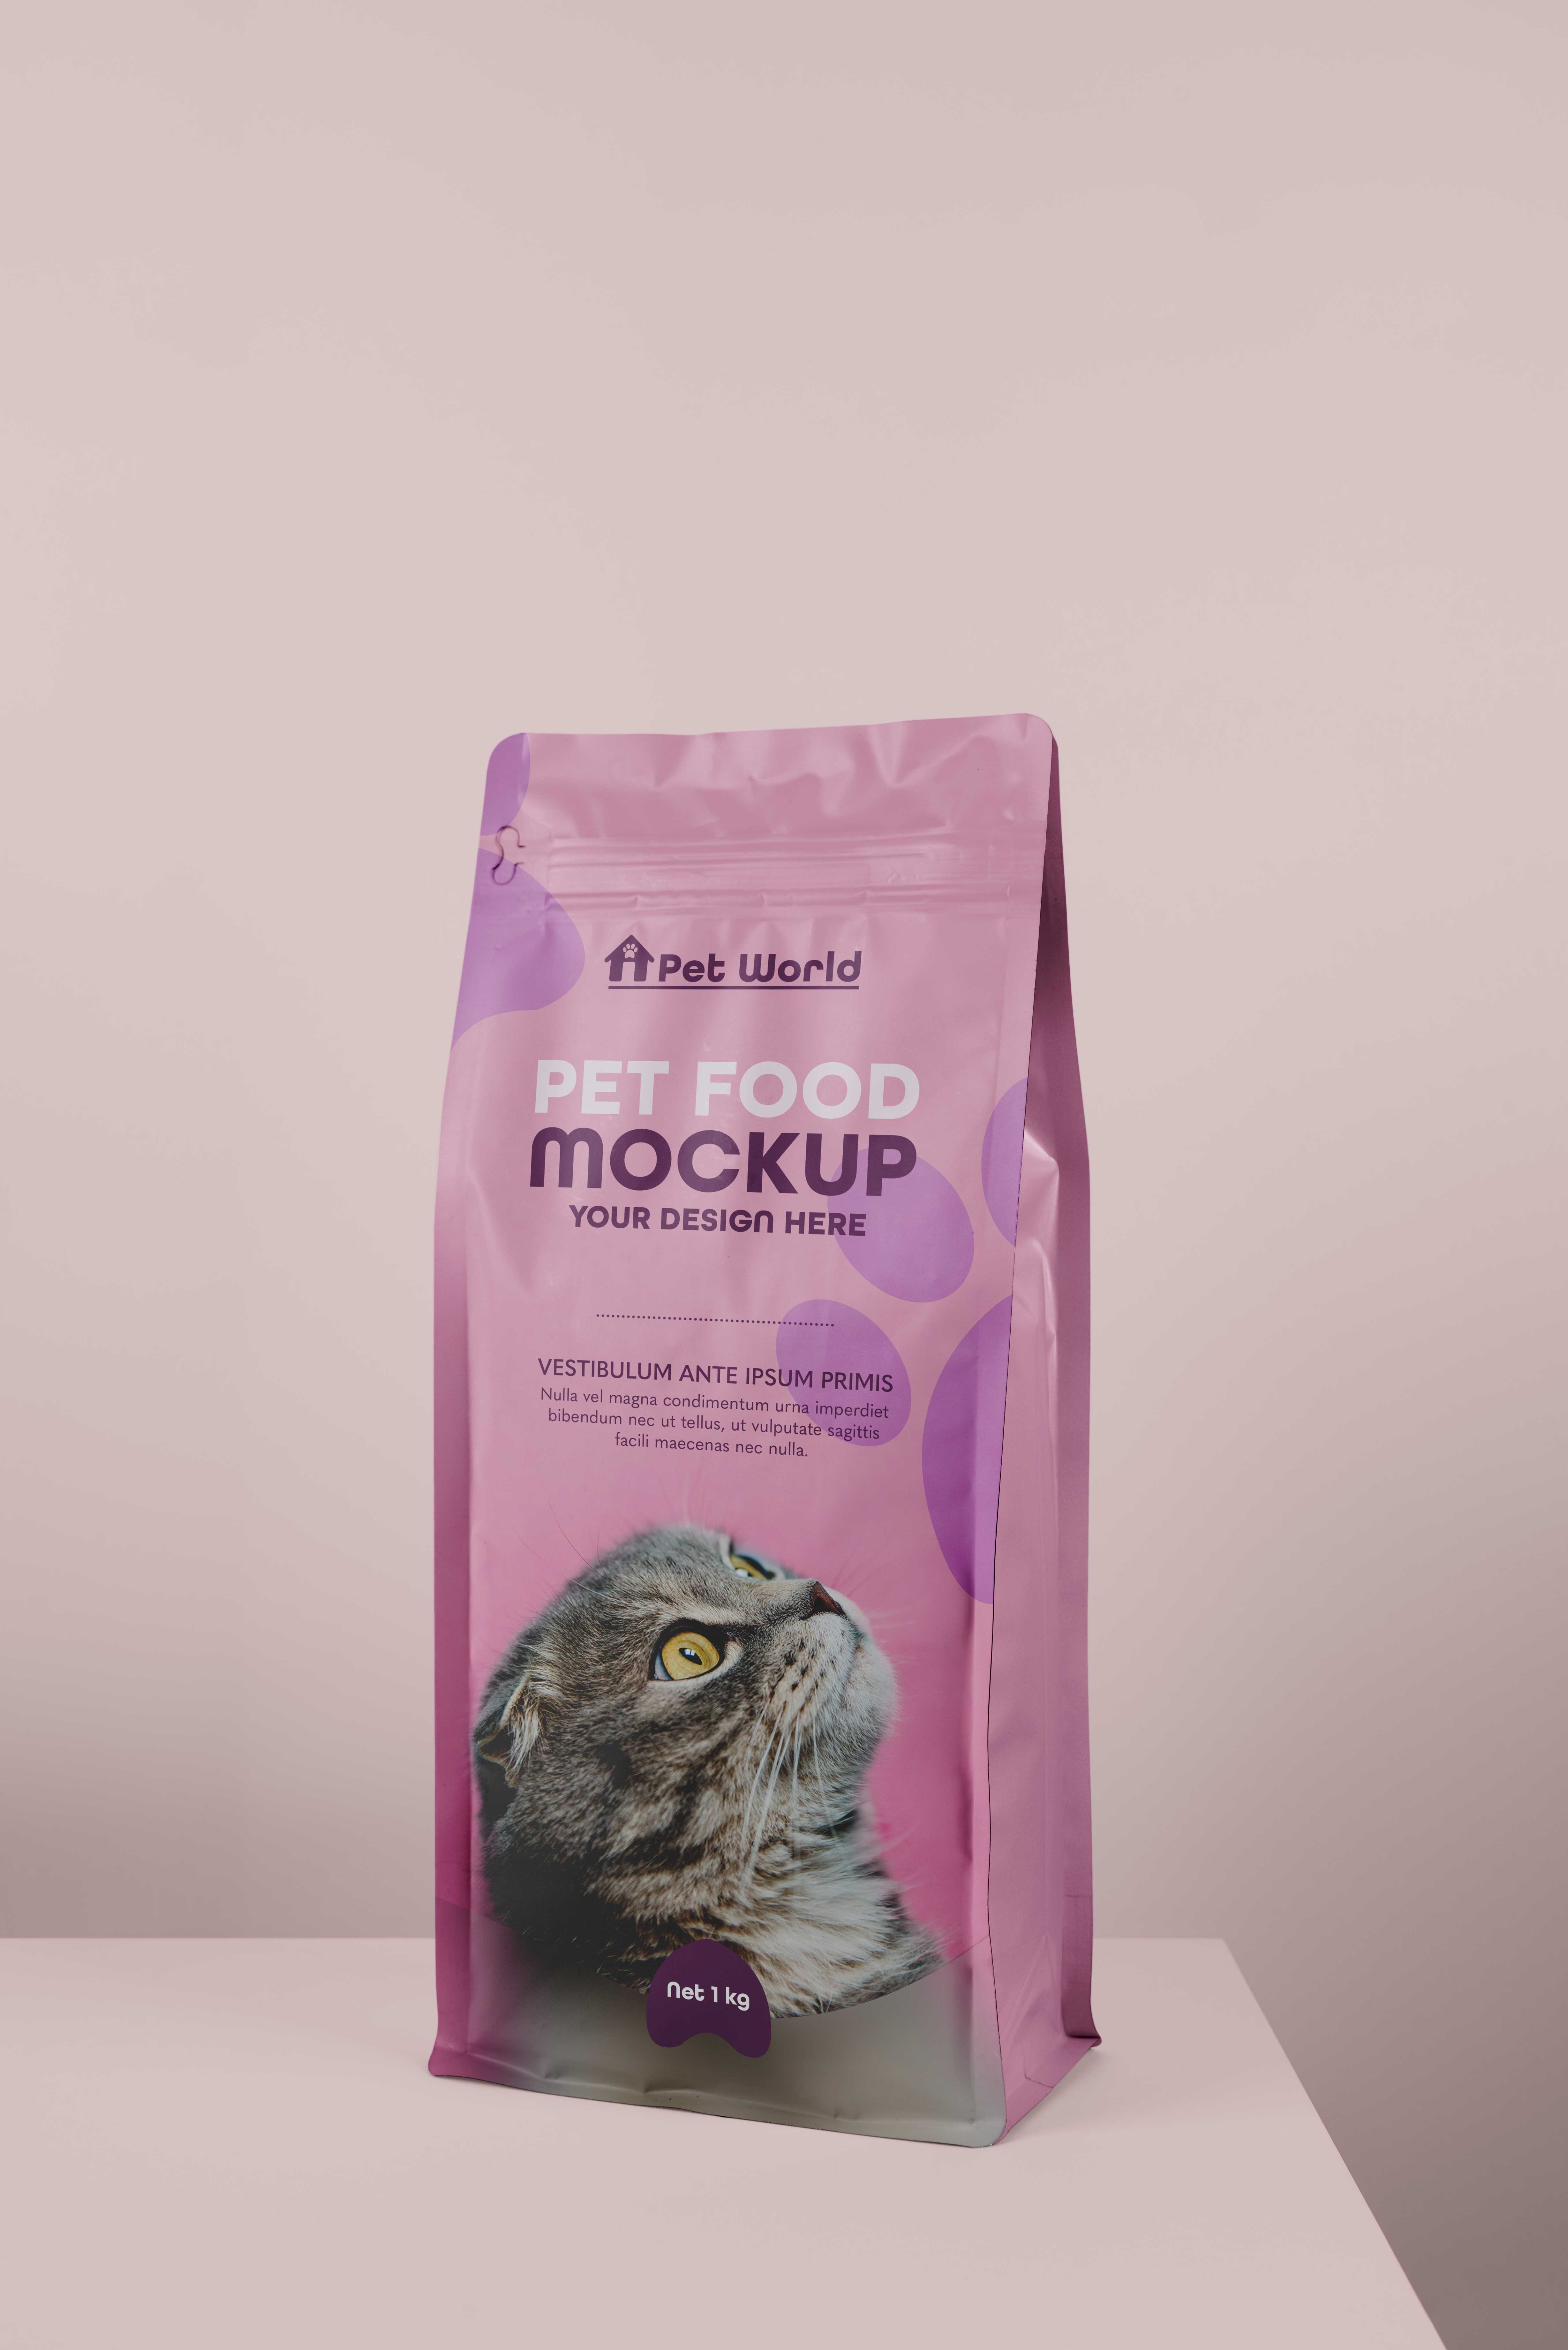 Pet World
PET FOOD
MOCKUP
YOUR DESIGN HERE
VESTIBULUM ANTE IPSUM PRIMIS
Nulla vel magna condimentum urna imperdiet
bibendum nec ut tellus, ut vulputate sagittis
facili maecenas nec nulla.
Net 1 kg